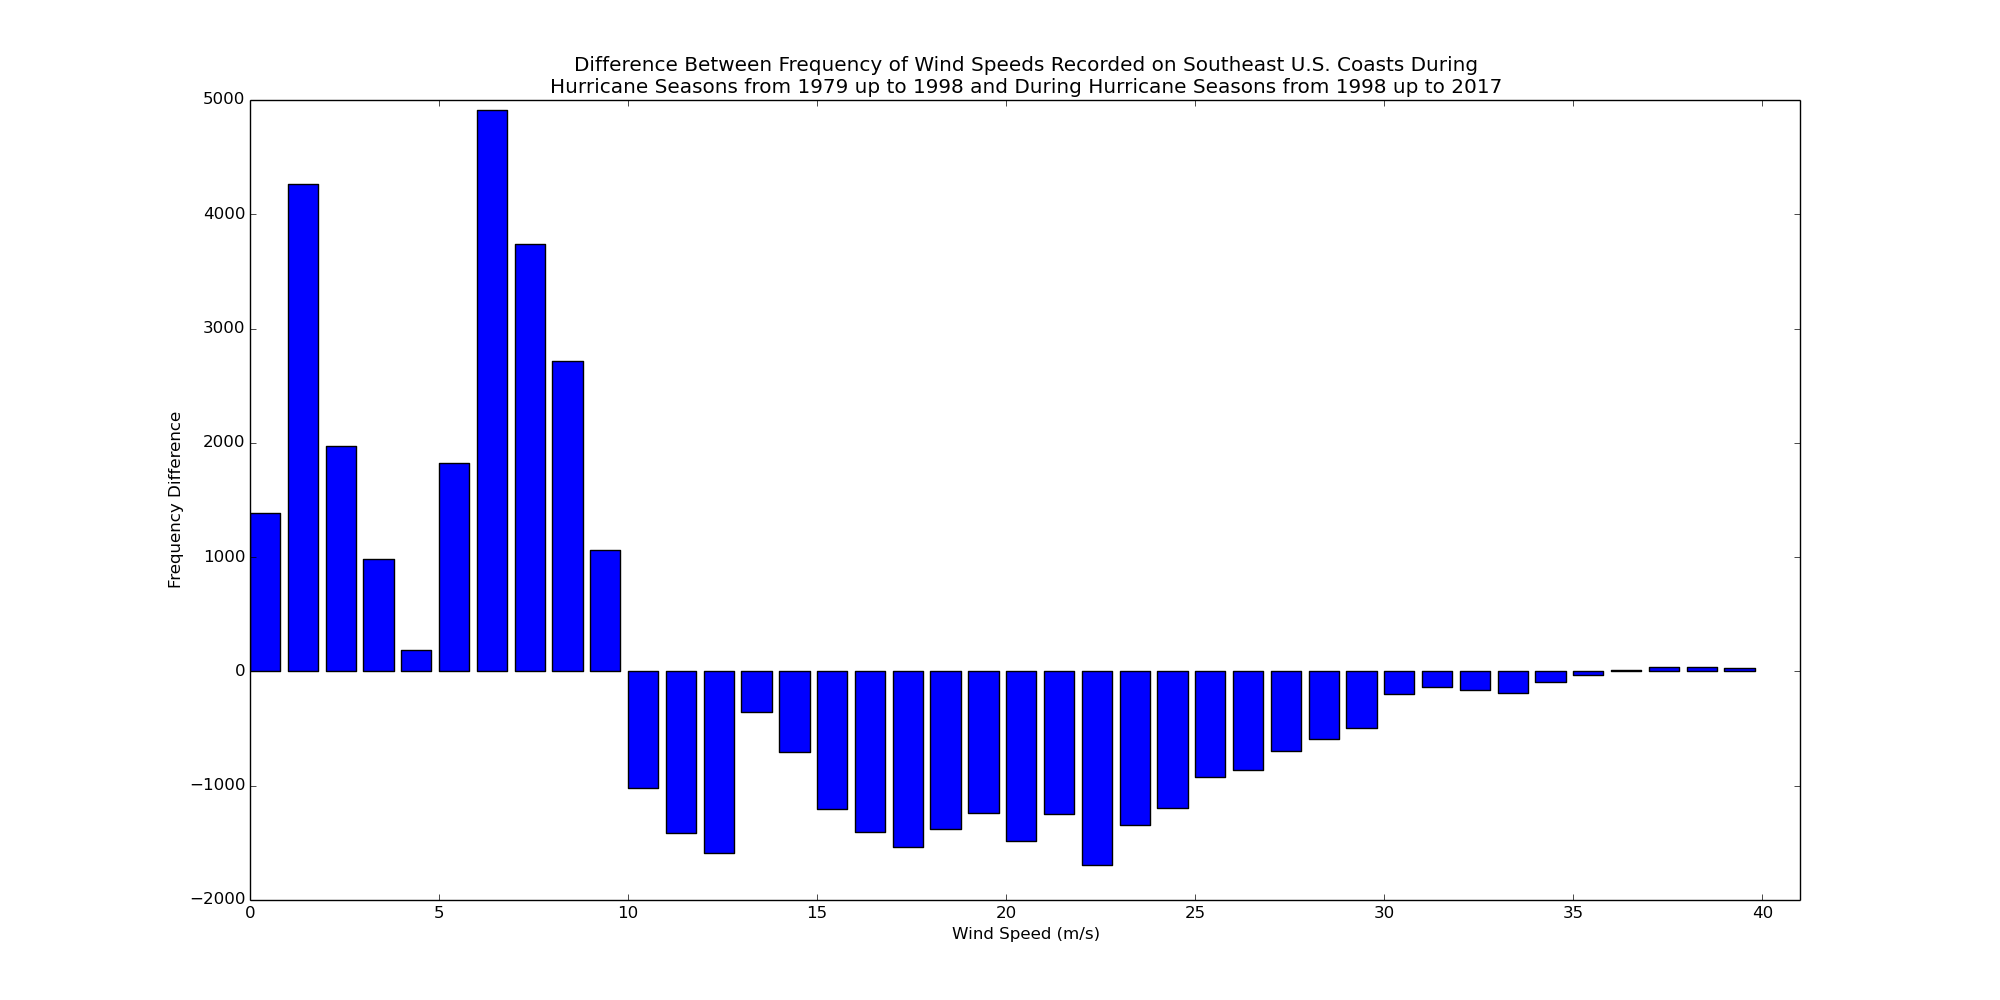 Difference Between Frequency of Wind Speeds Recorded on Southeast U.S. Coasts During
Hurricane Seasons from 1979 up to 1998 and During Hurricane Seasons from 1998 up to 2017
5000
4000
3000
2000
1000
0
−1000
−2000
Frequency Difference
0 5 10 15 20 25 30 35 40
Wind Speed (m/s)